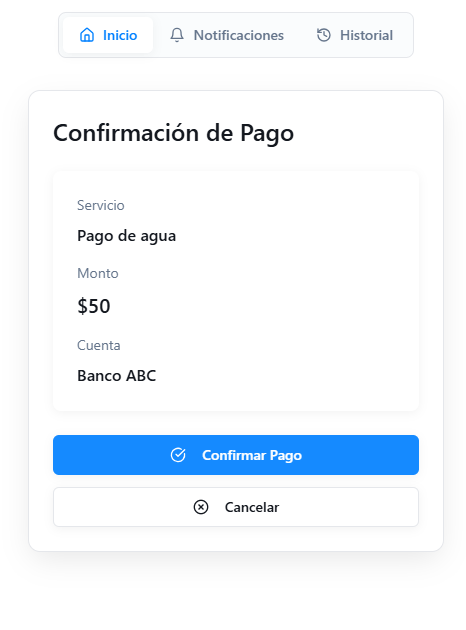 Inicio Notificaciones Historial
Confirmación de Pago
Servicio
Pago de agua
Monto
$50
Cuenta
Banco ABC
Confirmar Pago
Cancelar